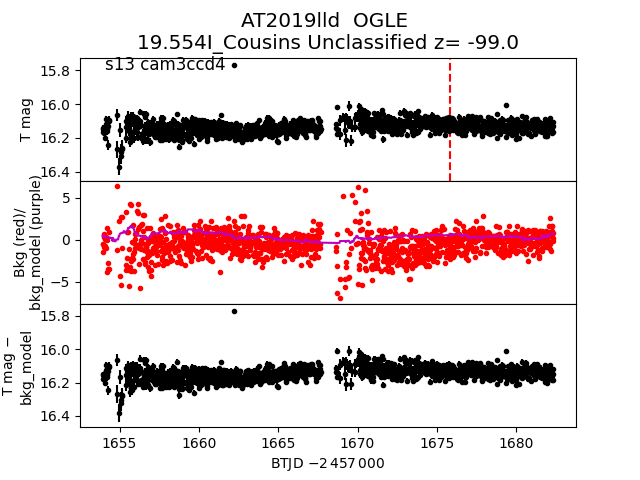 AT2019lld  OGLE
19.554I_Cousins Unclassified z= -99.0
s13 cam3ccd4
T mag
15.8
16.0
16.2
16.4
Bkg (red)/
bkg_model (purple)
5
0
−5
T mag −
bkg_model
15.8
16.0
16.2
16.4
1655 1660 1665 1670 1675 1680
BTJD −2 457 000